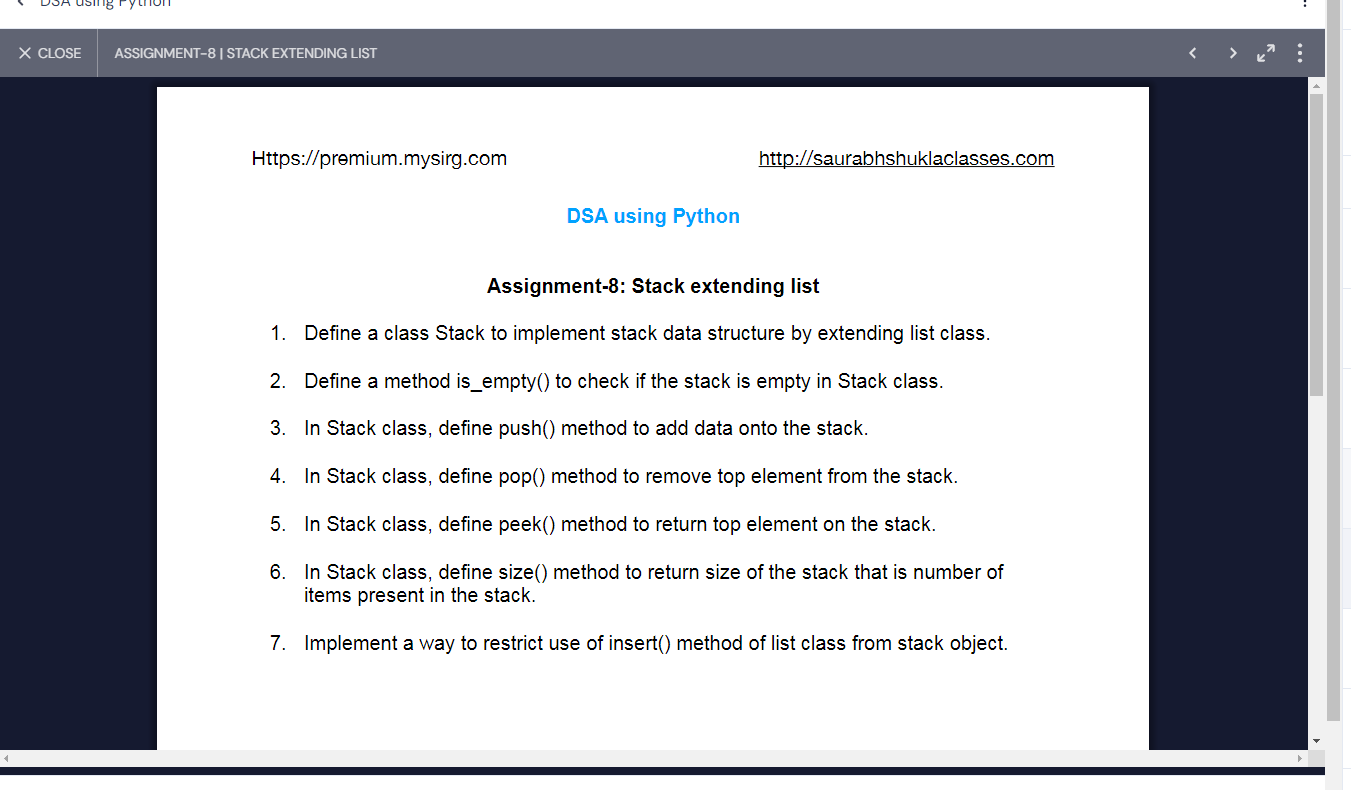 DSA using Python
CLOSE
ASSIGNMENT-8 | STACK EXTENDING LIST
Https://premium.mysirg.com
http://saurabhshuklaclasses.com
DSA using Python
Assignment-8: Stack extending list
1. Define a class Stack to implement stack data structure by extending list class.
2. Define a method is_empty() to check if the stack is empty in Stack class.
3. In Stack class, define push() method to add data onto the stack.
4. In Stack class, define pop() method to remove top element from the stack.
5. In Stack class, define peek() method to return top element on the stack.
6. In Stack class, define size() method to return size of the stack that is number of
items present in the stack.
7. Implement a way to restrict use of insert() method of list class from stack object.